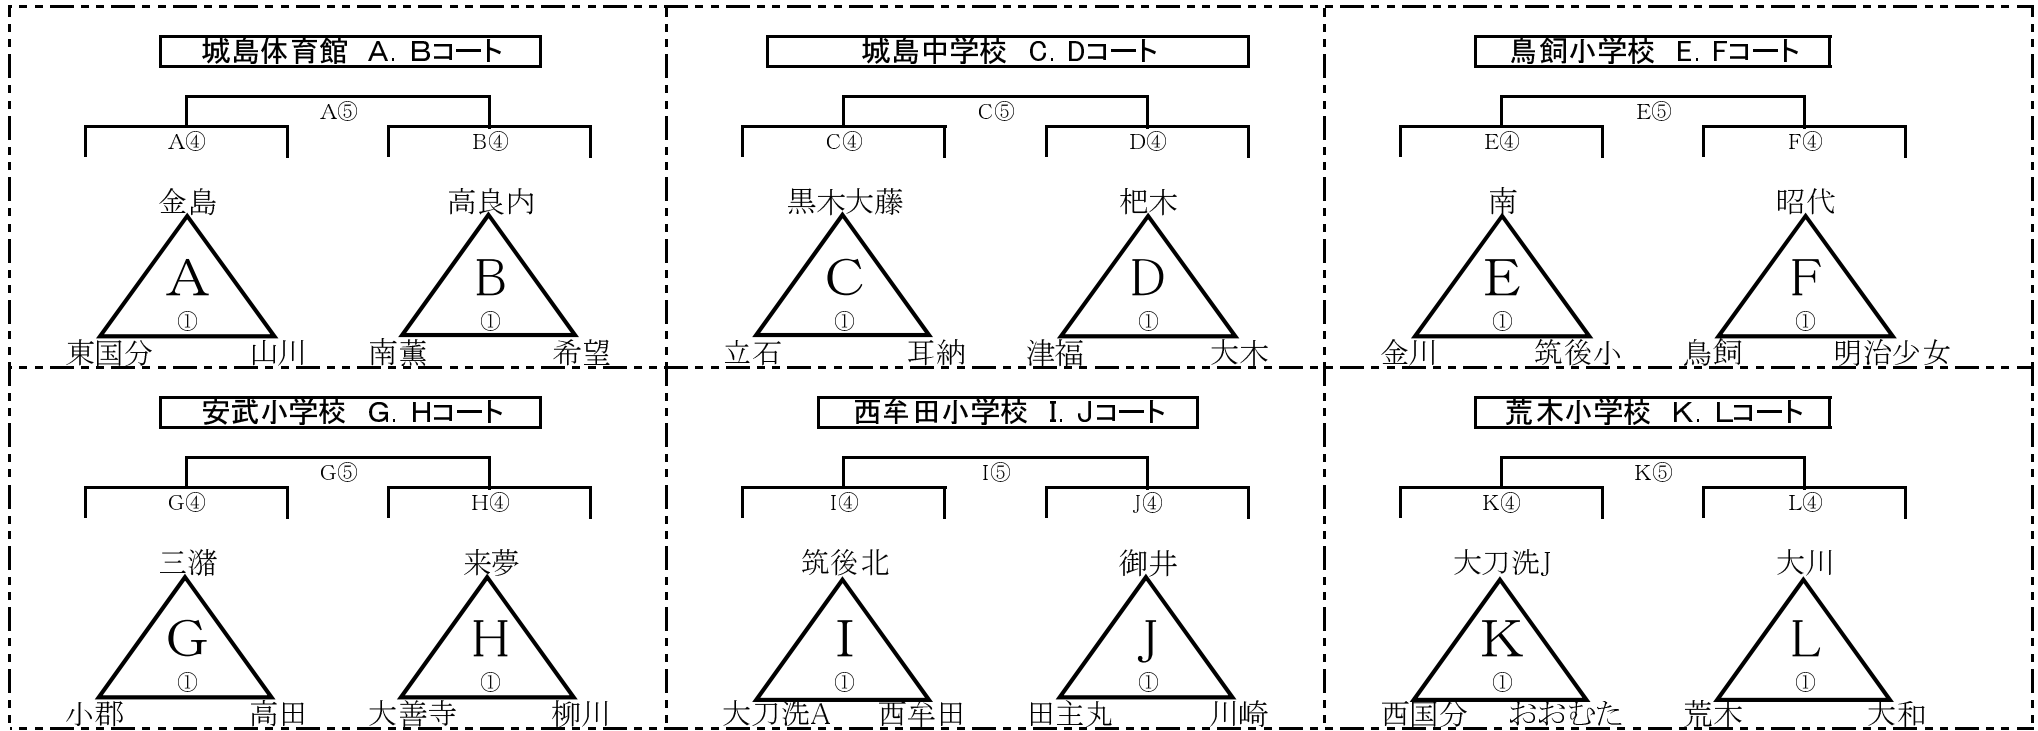 城島体育館　A．Bコート
A⑤
A④
B④
金島
高良内
A
B
①
①
東国分
山川
南薫
希望
城島中学校　C．Dコート
C⑤
C④
D④
黒木大藤
杷木
C
D
①
①
立石
耳納
津福
大木
鳥飼小学校　E．Fコート
E⑤
E④
F④
南
昭代
E
F
①
①
金川
筑後小
鳥飼
明治少女
安武小学校　G．Hコート
G⑤
G④
H④
三潴
来夢
G
H
①
①
小郡
高田
大善寺
柳川
西牟田小学校　I．Jコート
I⑤
I④
J④
筑後北
御井
I
J
①
①
大刀洗A
西牟田
田主丸
川崎
荒木小学校　K．Lコート
K⑤
K④
L④
大刀洗J
大川
K
L
①
①
西国分
おおむた
荒木
大和